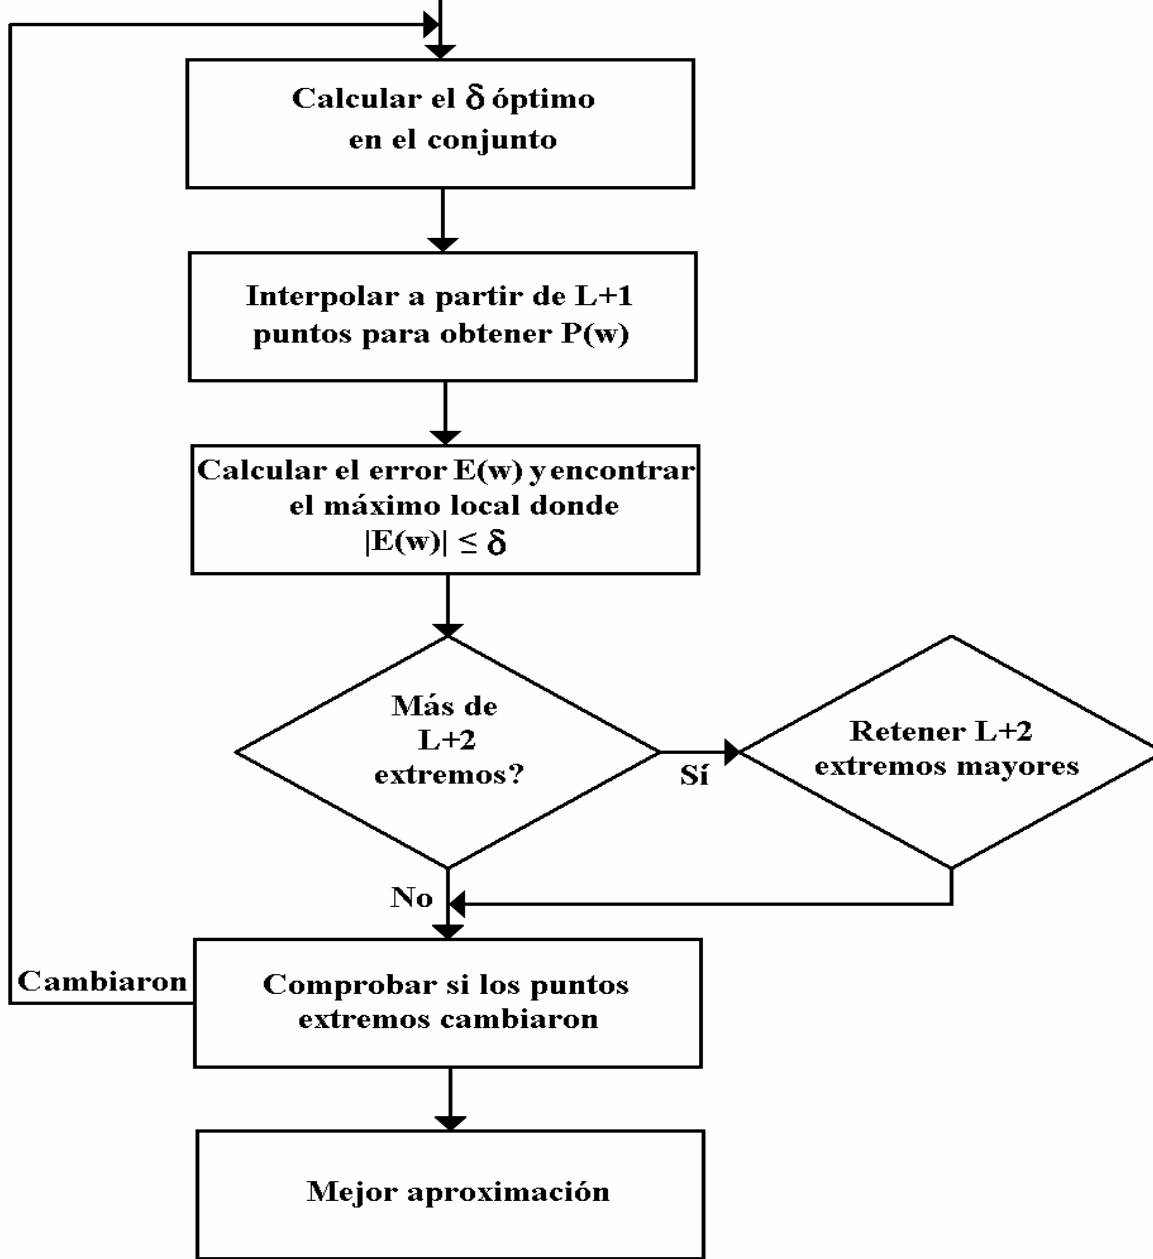 Calcular el δ óptimo
en el conjunto
Interpolar a partir de L+1
puntos para obtener P(w)
Calcular el error E(w) y encontrar
el máximo local donde
|E(w)| ≤ δ
Más de
L+2
extremos?
Sí
Retener L+2
extremos mayores
No
Cambiaron
Comprobar si los puntos
extremos cambiaron
Mejor aproximación